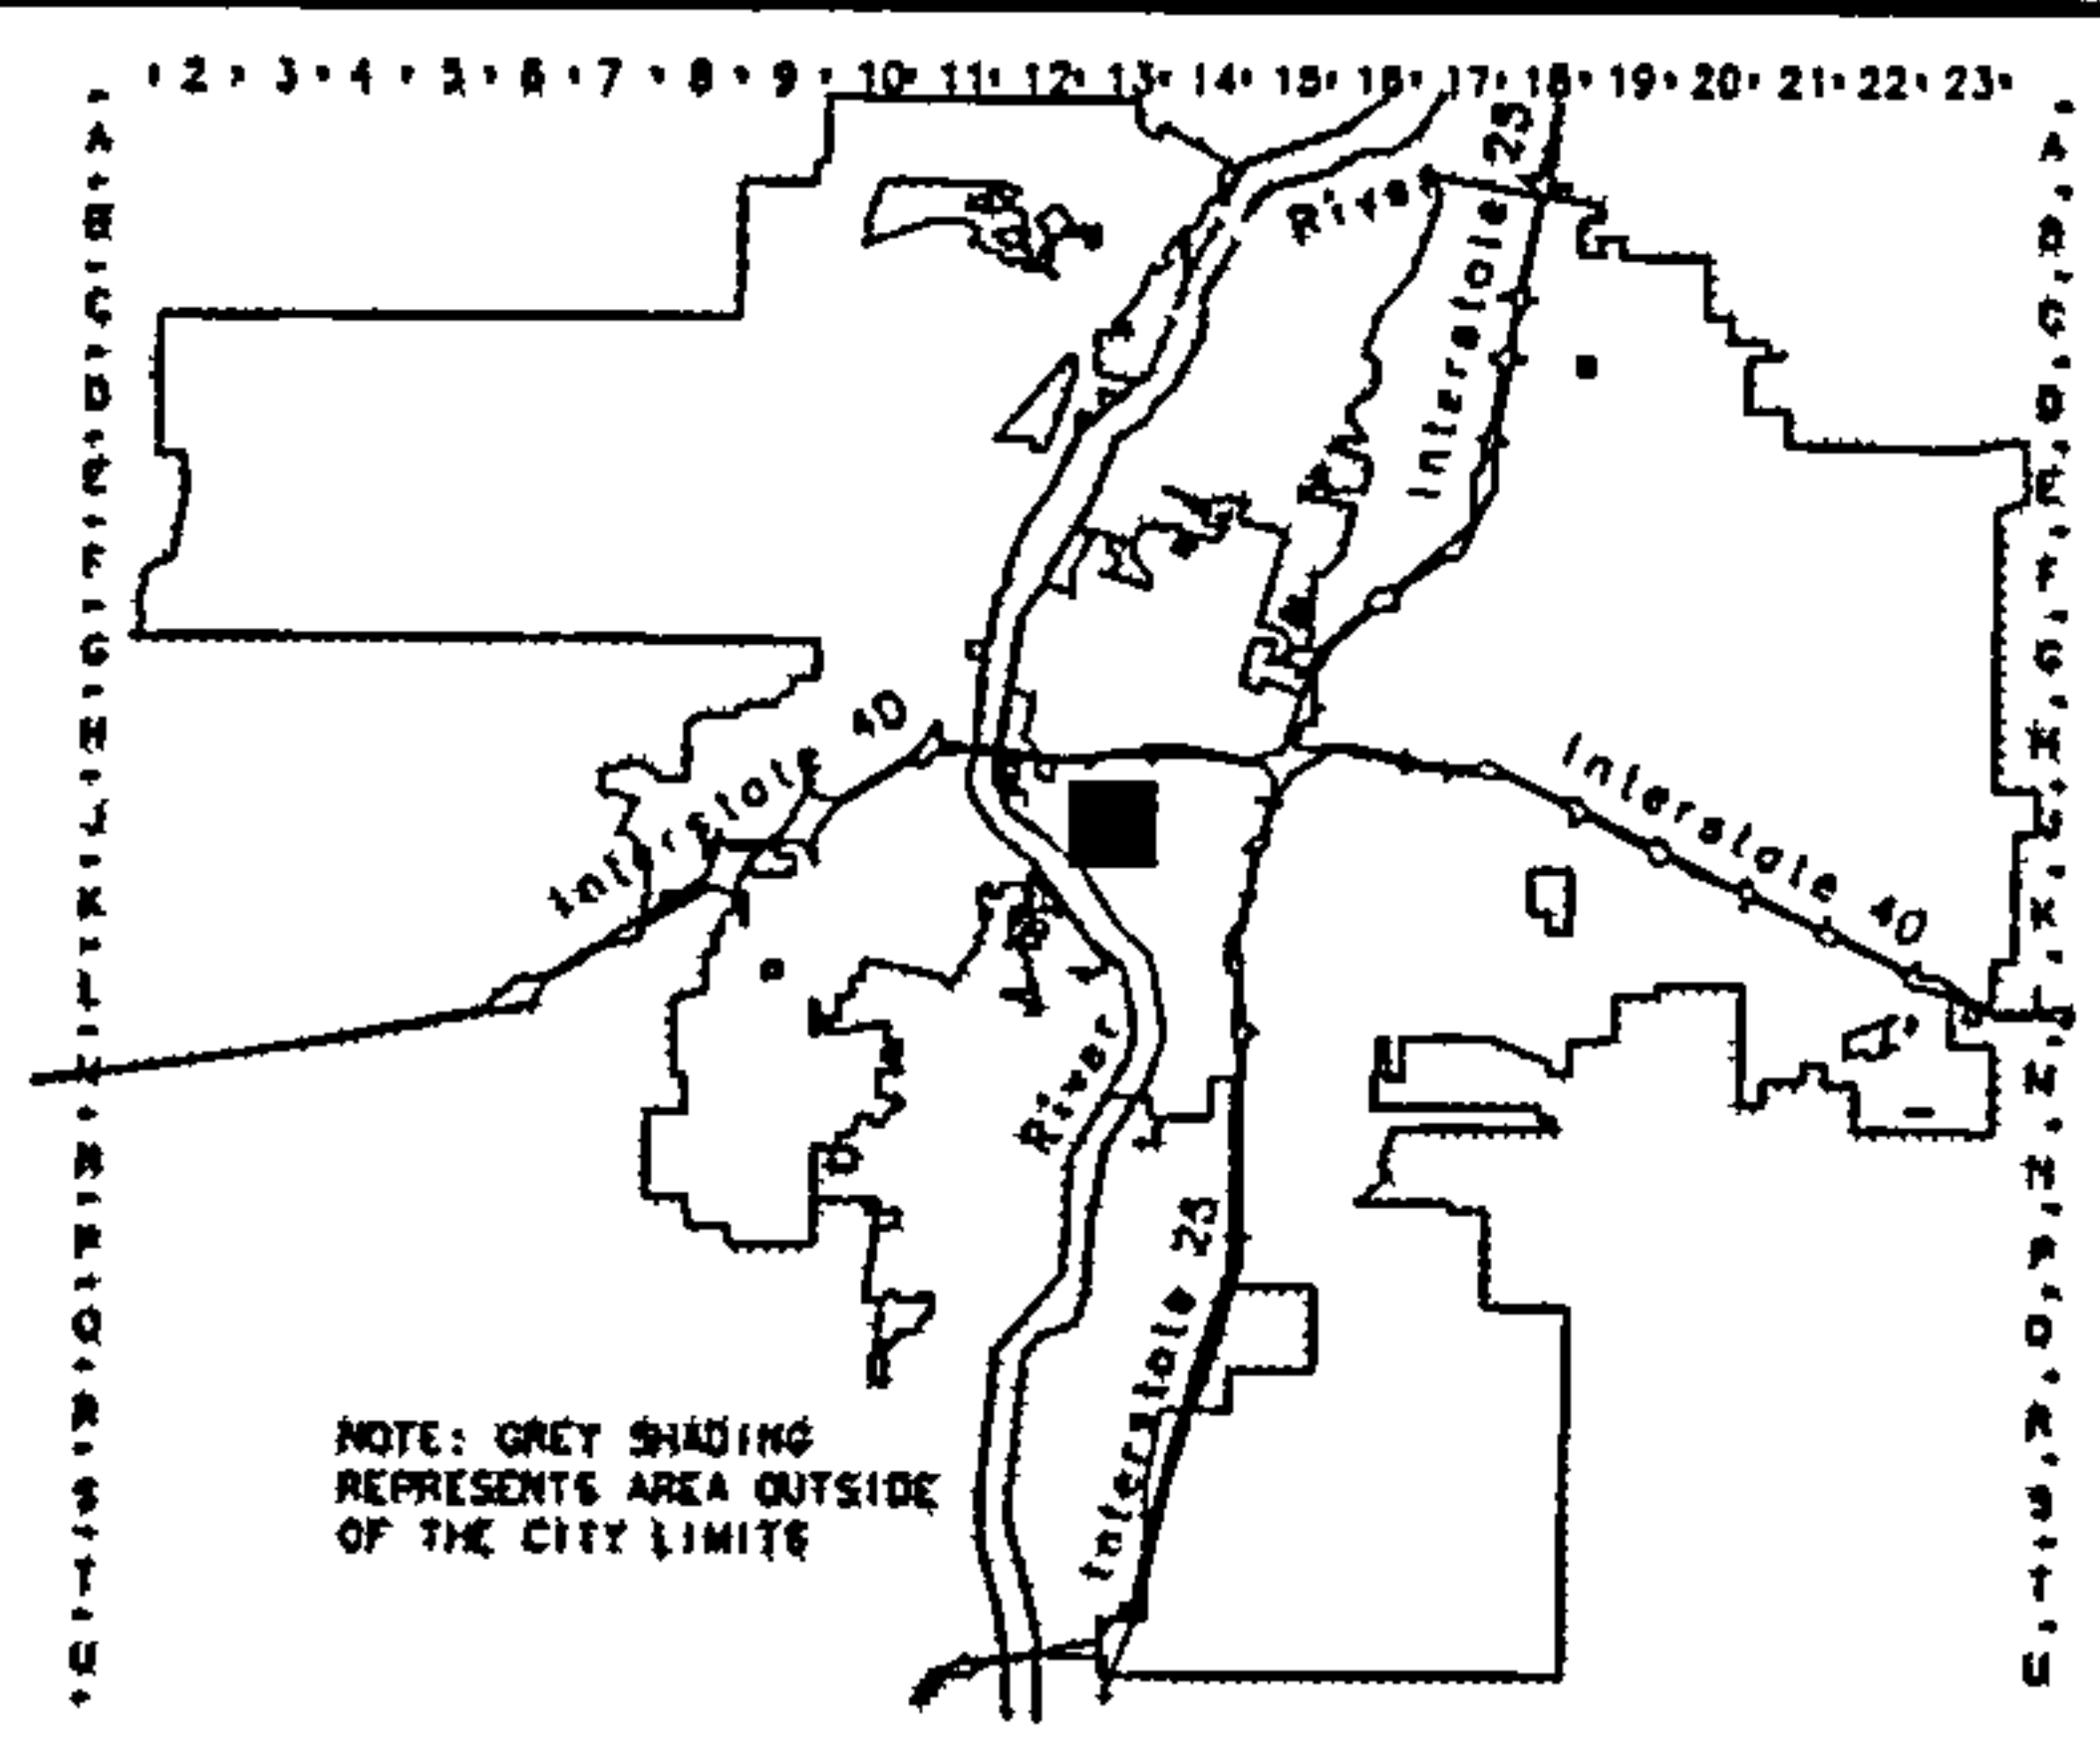 2 3 4 5 6 7 8 9 10 11 12 13 14 15 16 17 18 19 20 21 22 23
A
B
C
D
E
F
G
H
J
K
L
M
N
P
Q
R
S
T
U
River
Interstate 25
Interstate 40
Interstate 40
River
Interstate 25
NOTE: GREY SHADING
REPRESENTS AREA OUTSIDE
OF THE CITY LIMITS
A
B
C
D
E
F
G
H
J
K
L
M
N
P
Q
R
S
T
U